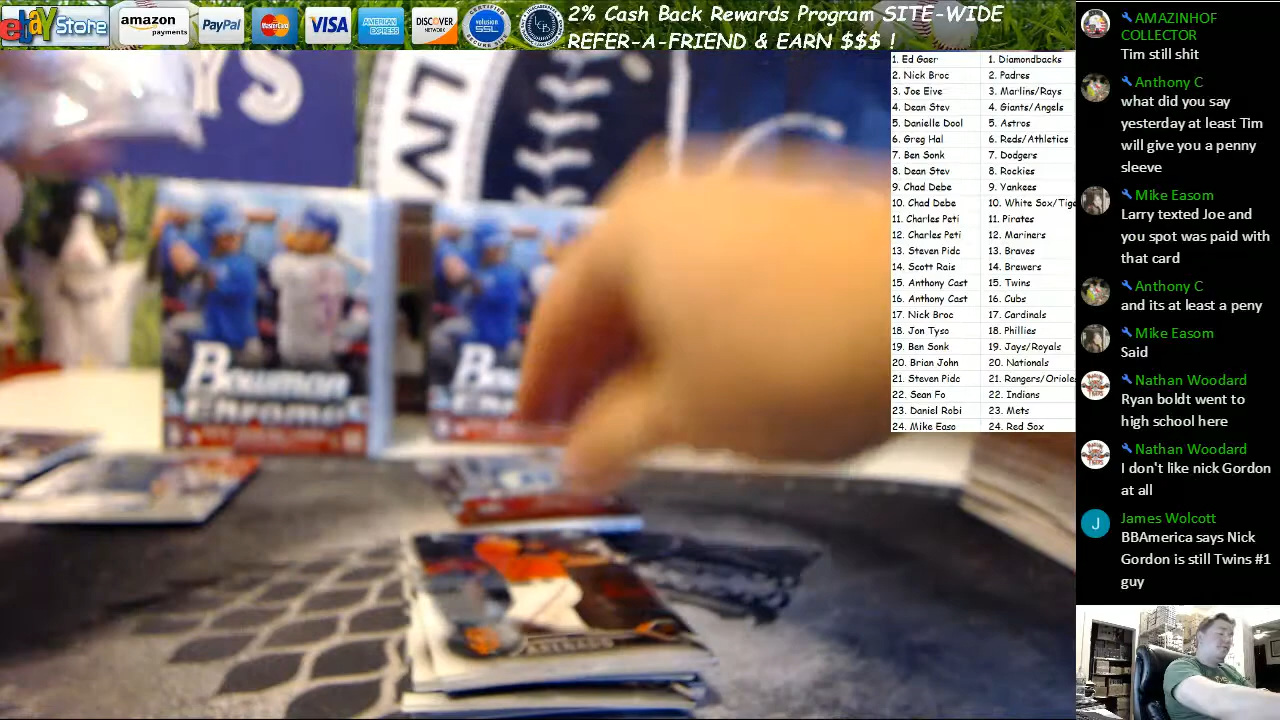 ebay Store
amazon
payments
PayPal
MasterCard
VISA
AMERICAN
EXPRESS
DISCOVER
NETWORK
volusion
SSL
2% Cash Back Rewards Program SITE-WIDE
REFER-A-FRIEND & EARN $$$ !
1. Ed Gaer 1. Diamondbacks
2. Nick Broc 2. Padres
3. Joe Eive 3. Marlins/Rays
4. Dean Stev 4. Giants/Angels
5. Danielle Dool 5. Astros
6. Greg Hal 6. Reds/Athletics
7. Ben Sonk 7. Dodgers
8. Dean Stev 8. Rockies
9. Chad Debe 9. Yankees
10. Chad Debe 10. White Sox/Tige
11. Charles Peti 11. Pirates
12. Charles Peti 12. Mariners
13. Steven Pidc 13. Braves
14. Scott Rais 14. Brewers
15. Anthony Cast 15. Twins
16. Anthony Cast 16. Cubs
17. Nick Broc 17. Cardinals
18. Jon Tyso 18. Phillies
19. Ben Sonk 19. Jays/Royals
20. Brian John 20. Nationals
21. Steven Pidc 21. Rangers/Oriole
22. Sean Fo 22. Indians
23. Daniel Robi 23. Mets
24. Mike Easo 24. Red Sox
Bowman
Chrome
AMAZINHOF
COLLECTOR
Tim still shit
Anthony C
what did you say
yesterday at least Tim
will give you a penny
sleeve
Mike Easom
Larry texted Joe and
you spot was paid with
that card
Anthony C
and its at least a peny
Mike Easom
Said
Nathan Woodard
Ryan boldt went to
high school here
Nathan Woodard
I don't like nick Gordon
at all
J
James Wolcott
BBAmerica says Nick
Gordon is still Twins #1
guy